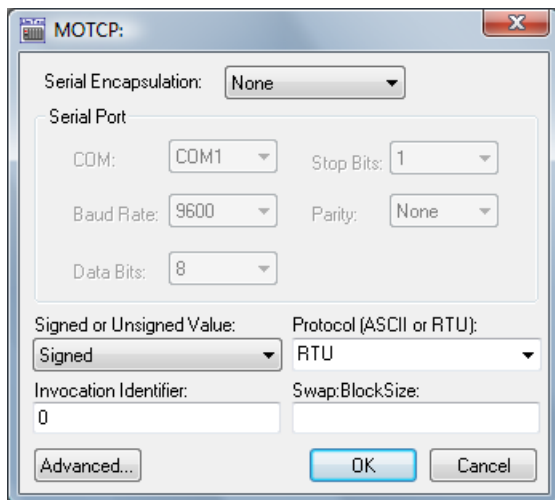 MOTCP:
Serial Encapsulation: None
Serial Port
COM: COM1 Stop Bits: 1
Baud Rate: 9600 Parity: None
Data Bits: 8
Signed or Unsigned Value: Protocol (ASCII or RTU):
Signed RTU
Invocation Identifier: Swap:BlockSize:
0
Advanced... OK Cancel